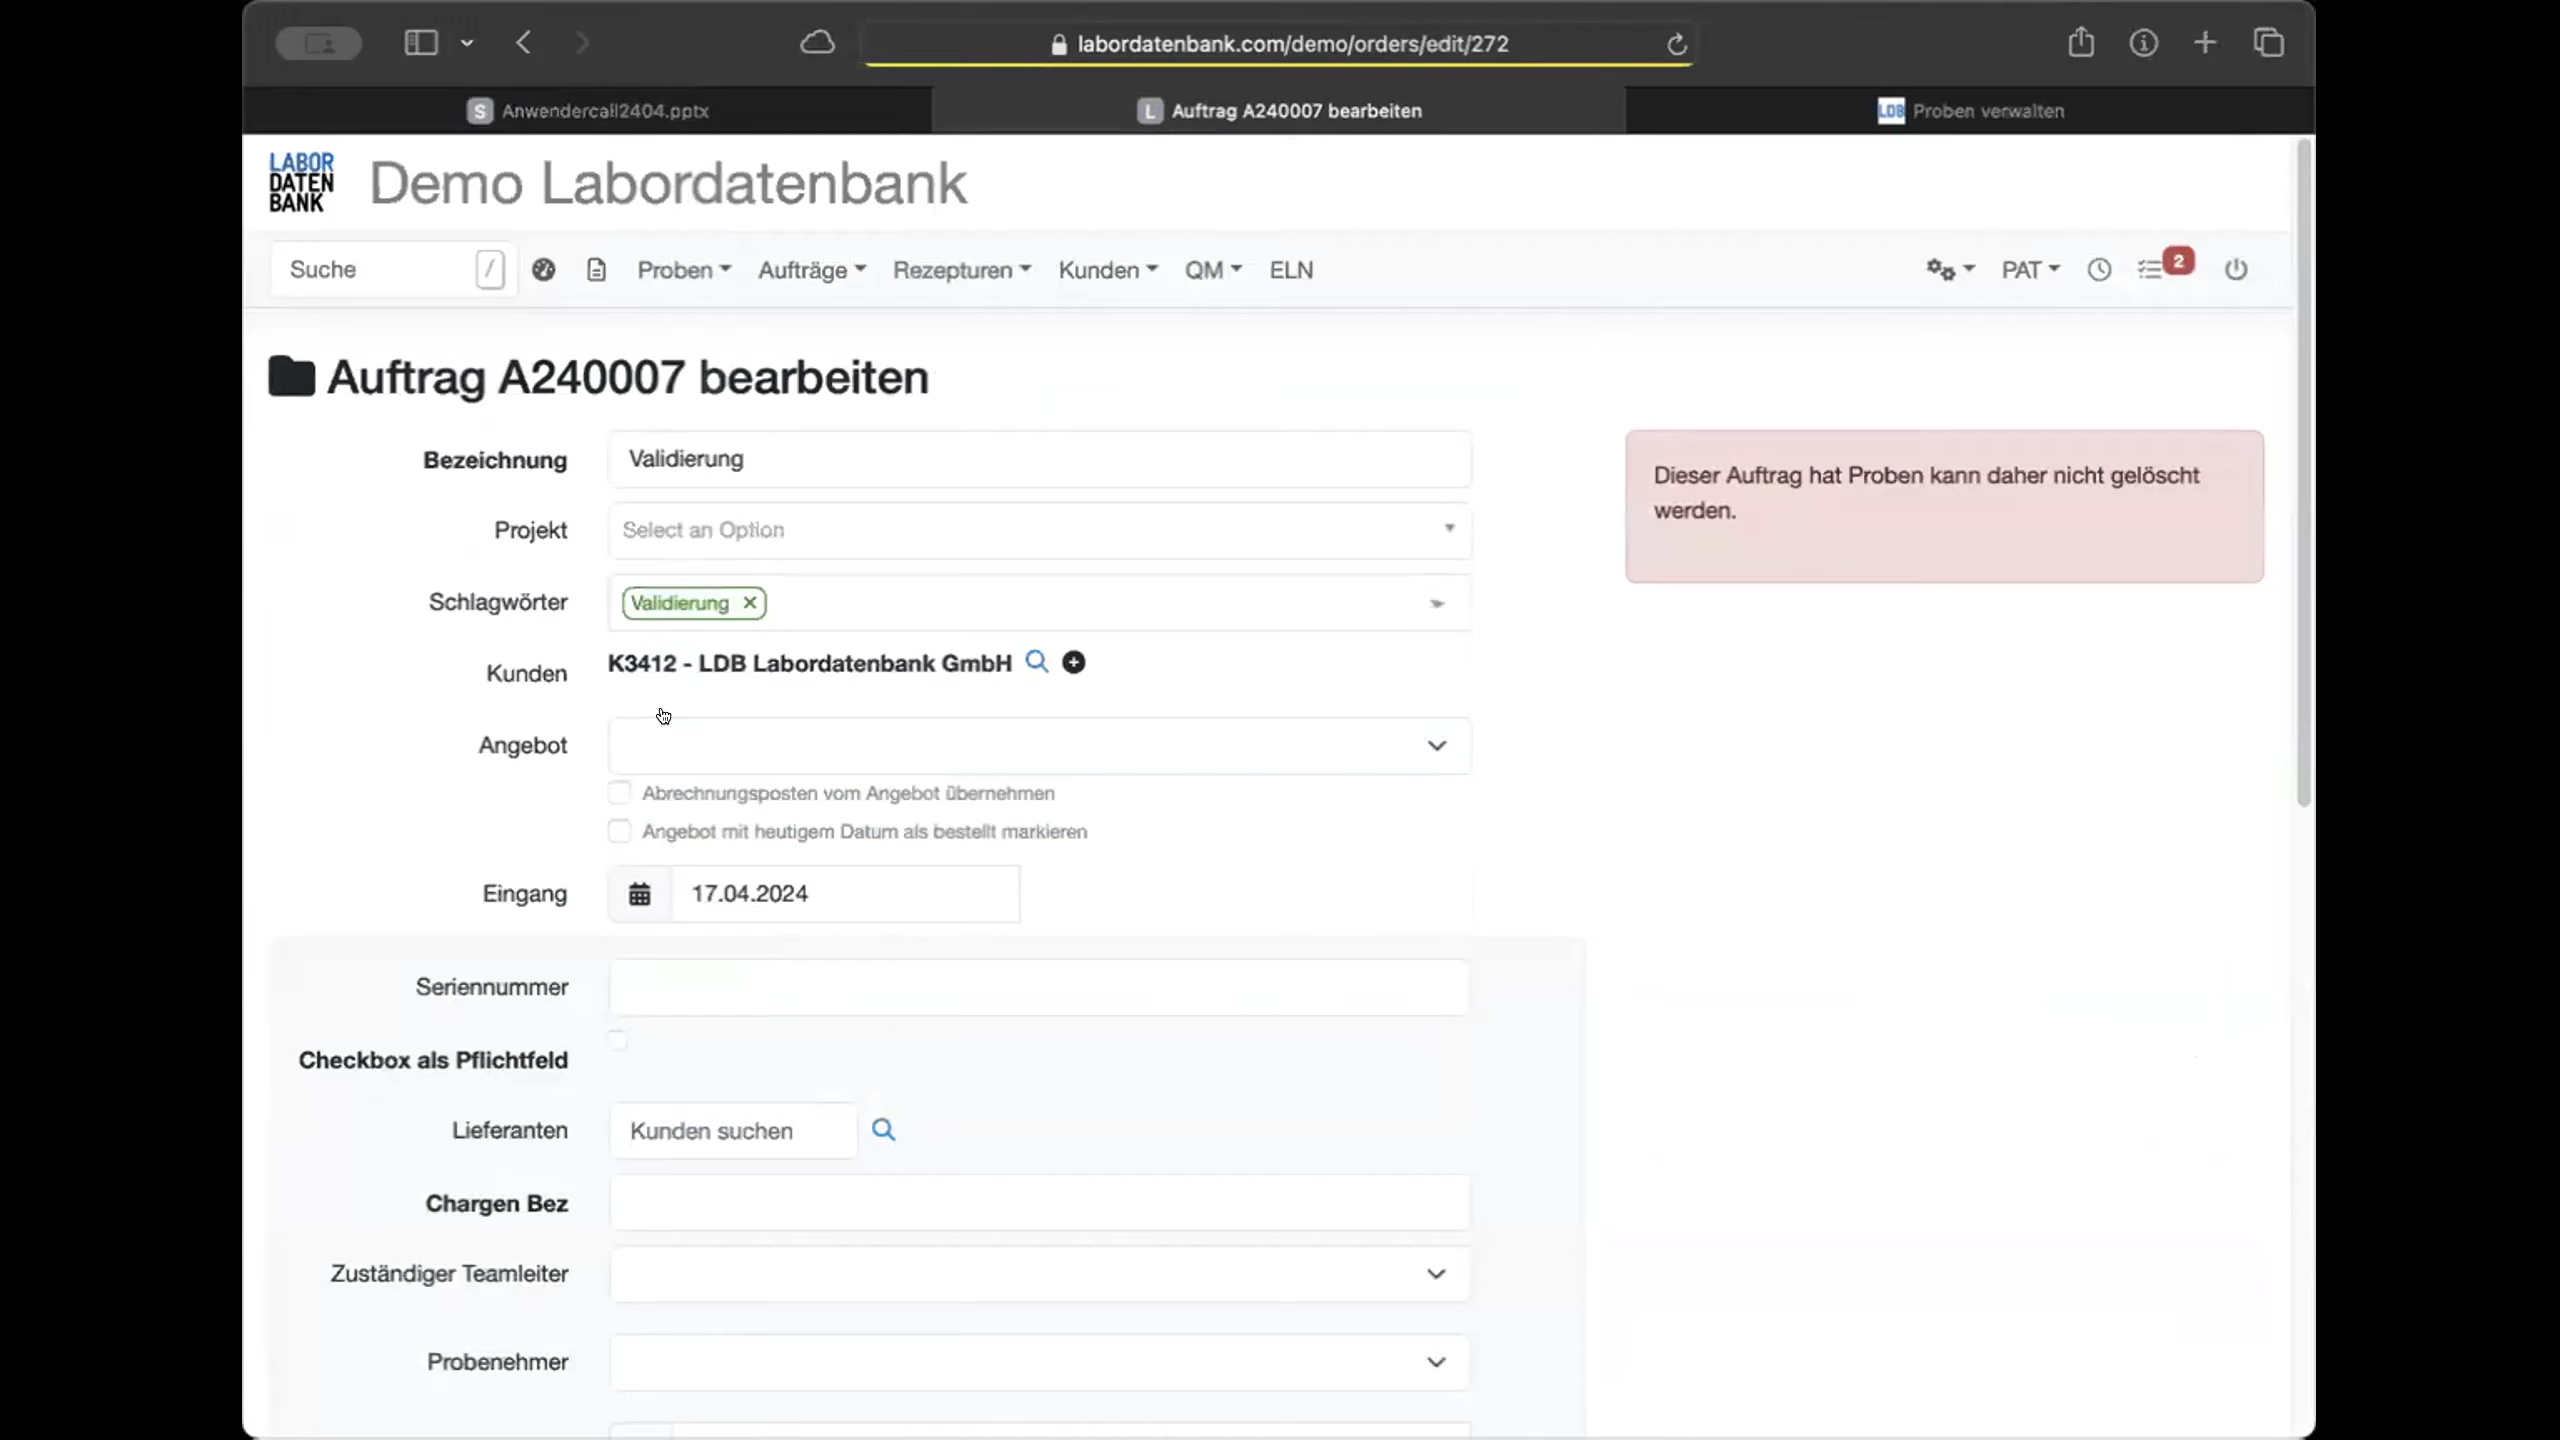 labordatenbank.com/demo/orders/edit/272
S Anwendercall2404.pptx
L Auftrag A240007 bearbeiten
LDB Proben verwalten
LABOR
DATEN
BANK
Demo Labordatenbank
Suche /
Proben Aufträge Rezepturen Kunden QM ELN
PAT 2
Auftrag A240007 bearbeiten
Bezeichnung Validierung
Dieser Auftrag hat Proben kann daher nicht gelöscht
werden.
Projekt Select an Option
Schlagwörter Validierung ×
Kunden K3412 - LDB Labordatenbank GmbH
Angebot
Abrechnungsposten vom Angebot übernehmen
Angebot mit heutigem Datum als bestellt markieren
Eingang 17.04.2024
Seriennummer
Checkbox als Pflichtfeld
Lieferanten Kunden suchen
Chargen Bez
Zuständiger Teamleiter
Probenehmer